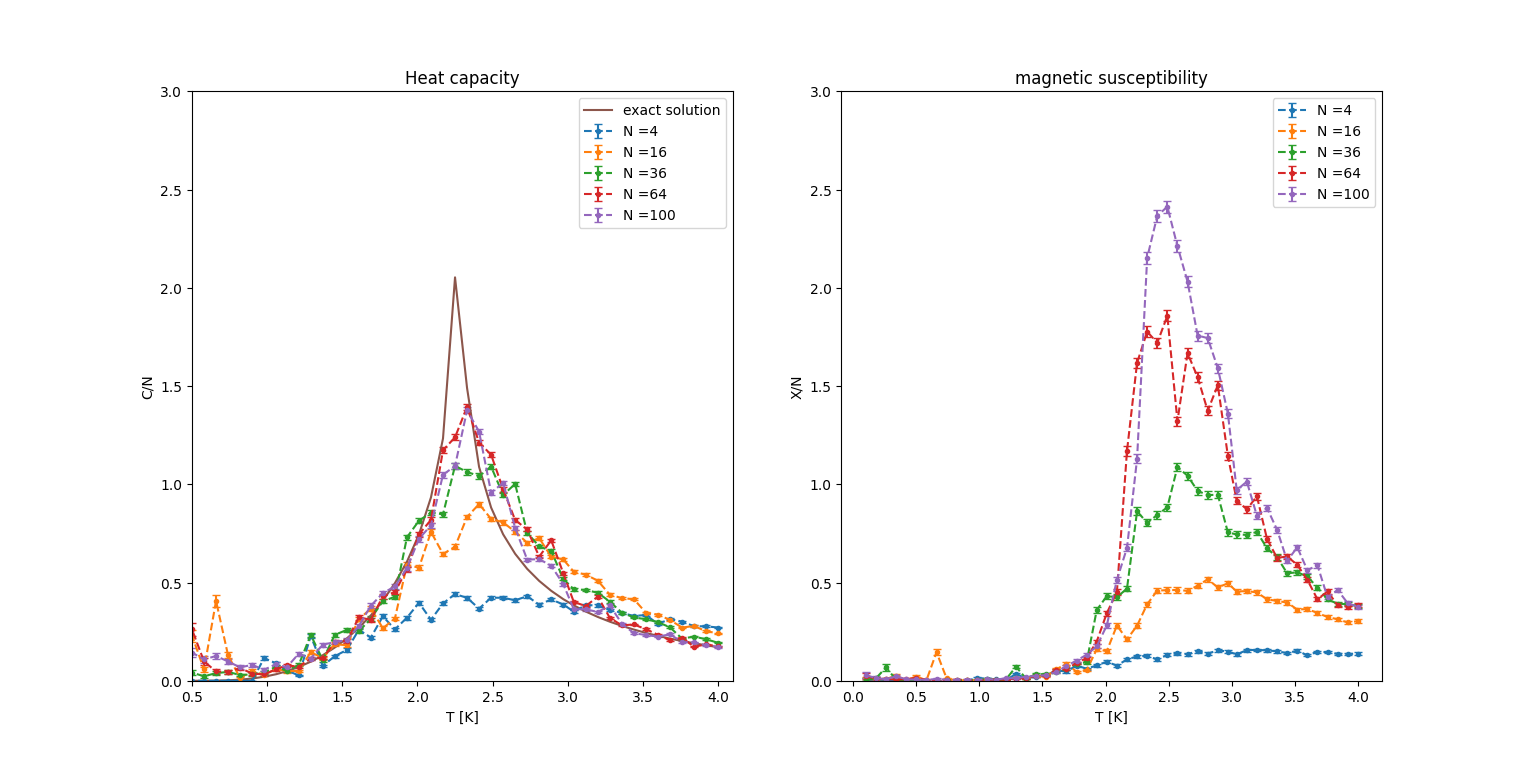 Heat capacity
3.0
2.5
2.0
1.5
1.0
0.5
0.0
C/N
0.5
1.0
1.5
2.0
2.5
3.0
3.5
4.0
T [K]
exact solution
N =4
N =16
N =36
N =64
N =100
magnetic susceptibility
3.0
2.5
2.0
1.5
1.0
0.5
0.0
X/N
0.0
0.5
1.0
1.5
2.0
2.5
3.0
3.5
4.0
T [K]
N =4
N =16
N =36
N =64
N =100